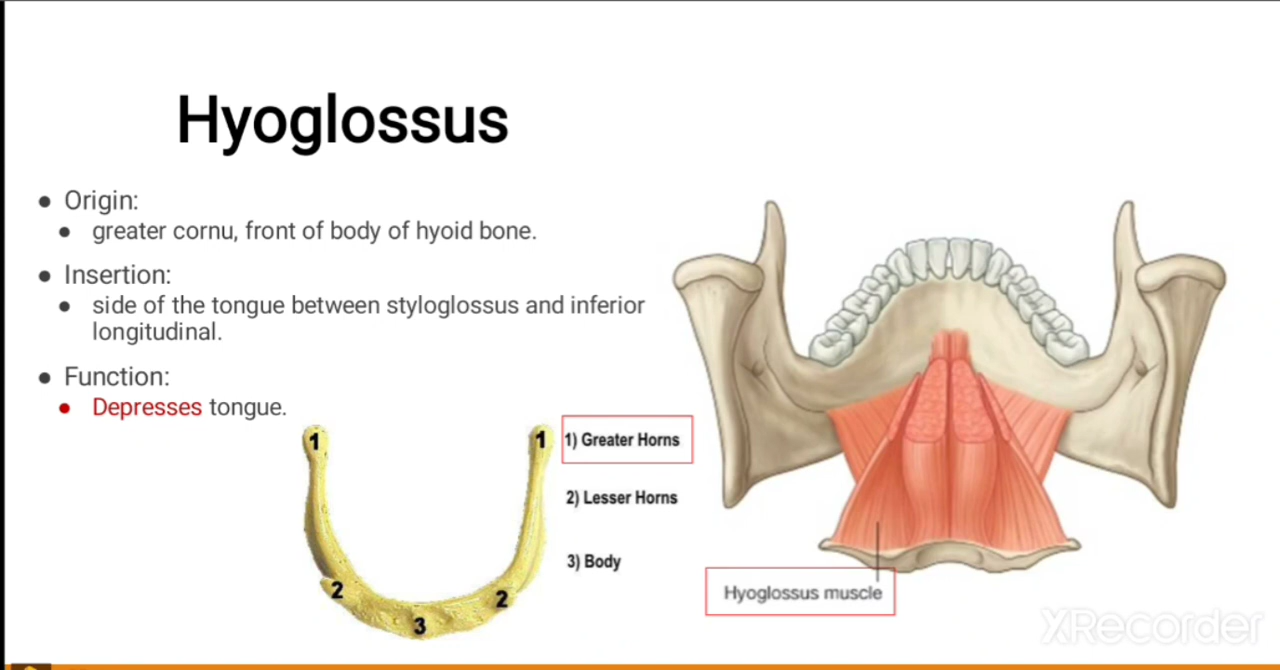 Hyoglossus
● Origin:
● greater cornu, front of body of hyoid bone.
● Insertion:
● side of the tongue between styloglossus and inferior
longitudinal.
● Function:
● Depresses tongue.
1
1
1) Greater Horns
2) Lesser Horns
3) Body
2
2
3
Hyoglossus muscle
XRecorder